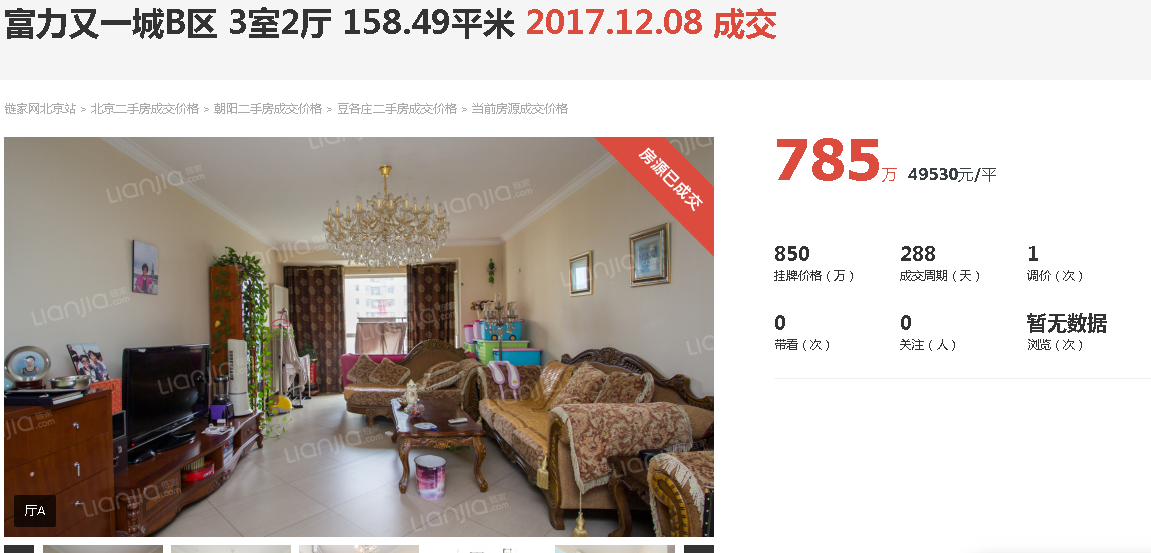 富力又一城B区 3室2厅 158.49平米 2017.12.08 成交
链家网北京站 > 北京二手房成交价格 > 朝阳二手房成交价格 > 豆各庄二手房成交价格 > 当前房源成交价格
房源已成交
785万 49530元/平
850 288 1
挂牌价格（万） 成交周期（天） 调价（次）
0 0 暂无数据
带看（次） 关注（人） 浏览（次）
Lianjia.com 链家
厅A